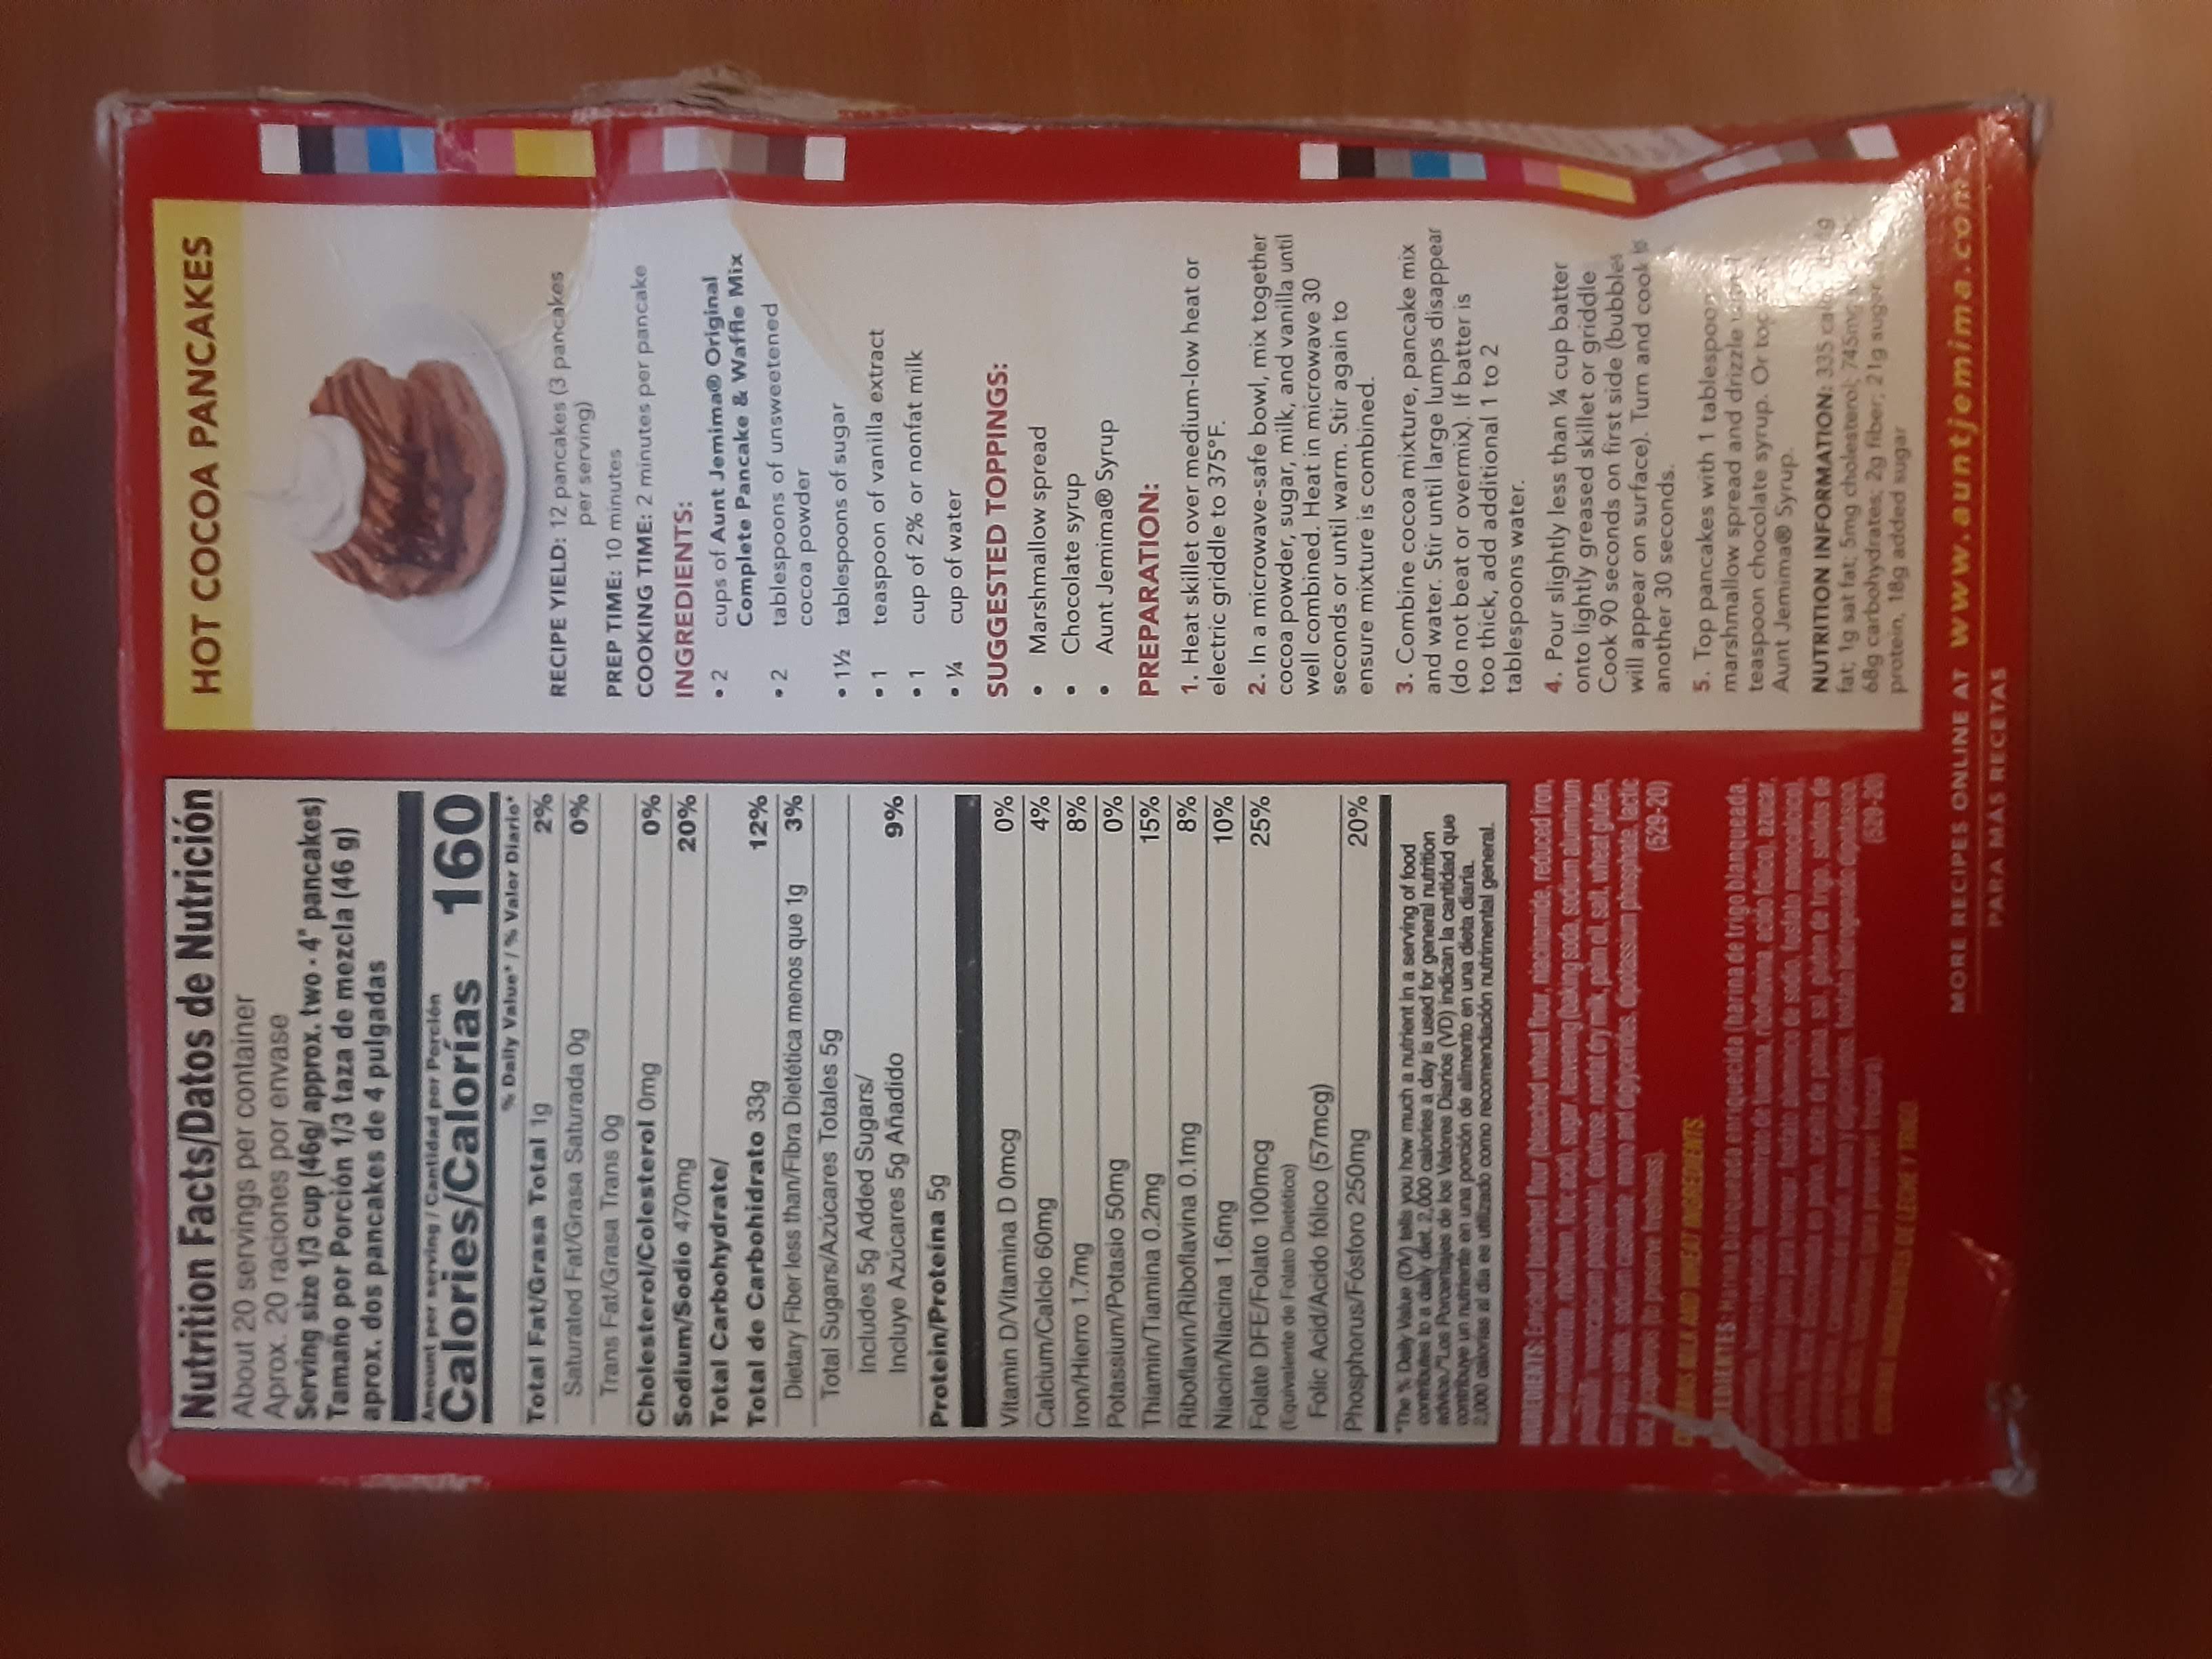 Nutrition Facts/Datos de Nutrición
About 20 servings per container
Aprox. 20 raciones por envase
Serving size 1/3 cup (46g/ approx. two - 4" pancakes)
Tamaño por Porción 1/3 taza de mezcla (46 g)
aprox. dos pancakes de 4 pulgadas
Amount per serving / Cantidad por Porción
Calories/Calorías 160
% Daily Value* / % Valor Diario*
Total Fat/Grasa Total 1g 2%
Saturated Fat/Grasa Saturada 0g 0%
Trans Fat/Grasa Trans 0g
Cholesterol/Colesterol 0mg 0%
Sodium/Sodio 470mg 20%
Total Carbohydrate/
Total de Carbohidrato 33g 12%
Dietary Fiber less than/Fibra Dietética menos que 1g 3%
Total Sugars/Azúcares Totales 5g
Includes 5g Added Sugars/
Incluye Azúcares 5g Añadido 9%
Protein/Proteína 5g
Vitamin D/Vitamina D 0mcg 0%
Calcium/Calcio 60mg 4%
Iron/Hierro 1.7mg 8%
Potassium/Potasio 50mg 0%
Thiamin/Tiamina 0.2mg 15%
Riboflavin/Riboflavina 0.1mg 8%
Niacin/Niacina 1.6mg 10%
Folate DFE/Folato 100mcg 25%
(Equivalente de Folato Dietético)
Folic Acid/Acido fólico (57mcg)
Phosphorus/Fósforo 250mg 20%
*The % Daily Value (DV) tells you how much a nutrient in a serving of food
contributes to a daily diet. 2,000 calories a day is used for general nutrition
advice./*Los Porcentajes de los Valores Diarios (VD) indican la cantidad que
contribuye un nutriente en una porción de alimento en una dieta diaria.
2,000 calorías al día es utilizado como recomendación nutrimental general.
INGREDIENTS: Enriched bleached flour (bleached wheat flour, niacinamide, reduced iron,
thiamin mononitrate, riboflavin, folic acid), sugar, leavening (baking soda, sodium aluminum
phosphate, monocalcium phosphate), dextrose, nonfat dry milk, palm oil, salt, wheat gluten,
corn syrup solids, sodium caseinate, mono and diglycerides, dipotassium phosphate, lactic
acid, (to preserve freshness). (529-20)
CONTAINS MILK AND WHEAT INGREDIENTS.
INGREDIENTES: Harina blanqueada enriquecida (harina de trigo blanqueada,
hierro reducido, mononitrato de tiamina, riboflavina, ácido fólico), azúcar,
fosfato aluminio de sodio, fosfato monocalcico),
aceite de palma, sal, gluten de trigo, solidos de
(529-20)
para preservar frescura).
CONTIENE INGREDIENTES DE LECHE Y TRIGO.
HOT COCOA PANCAKES
RECIPE YIELD: 12 pancakes (3 pancakes
per serving)
PREP TIME: 10 minutes
COOKING TIME: 2 minutes per pancake
INGREDIENTS:
• 2 cups of Aunt Jemima® Original
Complete Pancake & Waffle Mix
• 2 tablespoons of unsweetened
cocoa powder
• 1½ tablespoons of sugar
• 1 teaspoon of vanilla extract
• 1 cup of 2% or nonfat milk
• ¼ cup of water
SUGGESTED TOPPINGS:
• Marshmallow spread
• Chocolate syrup
• Aunt Jemima® Syrup
PREPARATION:
1. Heat skillet over medium-low heat or
electric griddle to 375°F.
2. In a microwave-safe bowl, mix together
cocoa powder, sugar, milk, and vanilla until
well combined. Heat in microwave 30
seconds or until warm. Stir again to
ensure mixture is combined.
3. Combine cocoa mixture, pancake mix
and water. Stir until large lumps disappear
(do not beat or overmix). If batter is
too thick, add additional 1 to 2
tablespoons water.
4. Pour slightly less than ¼ cup batter
onto lightly greased skillet or griddle
Cook 90 seconds on first side (bubbles
will appear on surface). Turn and cook
another 30 seconds.
5. Top pancakes with 1 tablespoon
marshmalllow spread and drizzle
teaspoon chocolate syrup. Or top
Aunt Jemima® Syrup.
NUTRITION INFORMATION: 335
fat; 1g sat fat; 5mg cholesterol; 745mg
68g carbohydrates; 2g fiber; 21g sugar
protein, 18g added sugar
MORE RECIPES ONLINE AT www.auntjemima.com
PARA MÁS RECETAS